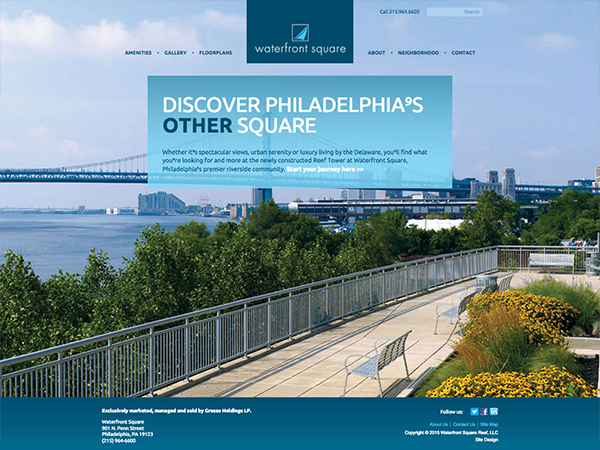 Call 215.964.6600
Search
waterfront square
AMENITIES • GALLERY • FLOORPLANS
ABOUT • NEIGHBORHOOD • CONTACT
DISCOVER PHILADELPHIA'S
OTHER SQUARE
Whether it's spectacular views, urban serenity or luxury living by the Delaware, you'll find what
you're looking for and more at the newly constructed Reef Tower at Waterfront Square,
Philadelphia's premier riverside community. Start your journey here >>
Exclusively marketed, managed and sold by Grasso Holdings LP.
Waterfront Square
901 N. Penn Street
Philadelphia, PA 19123
(215) 964-6600
Follow us:
About Us | Contact Us | Site Map
Copyright © 2015 Waterfront Square Reef, LLC
Site Design